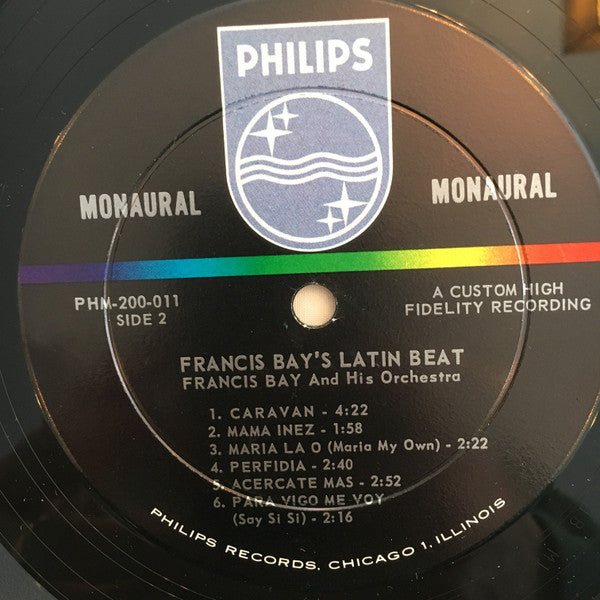 PHILIPS
MONAURAL
MONAURAL
PHM-200-011
SIDE 2
A CUSTOM HIGH
FIDELITY RECORDING
FRANCIS BAY'S LATIN BEAT
FRANCIS BAY And His Orchestra
1. CARAVAN - 4:22
2. MAMA INEZ - 1:58
3. MARIA LA O (Maria My Own) - 2:22
4. PERFIDIA - 2:40
5. ACERCATE MAS - 2:52
6. PARA VIGO ME VOY
(Say Si Si) - 2:16
PHILIPS RECORDS, CHICAGO 1, ILLINOIS